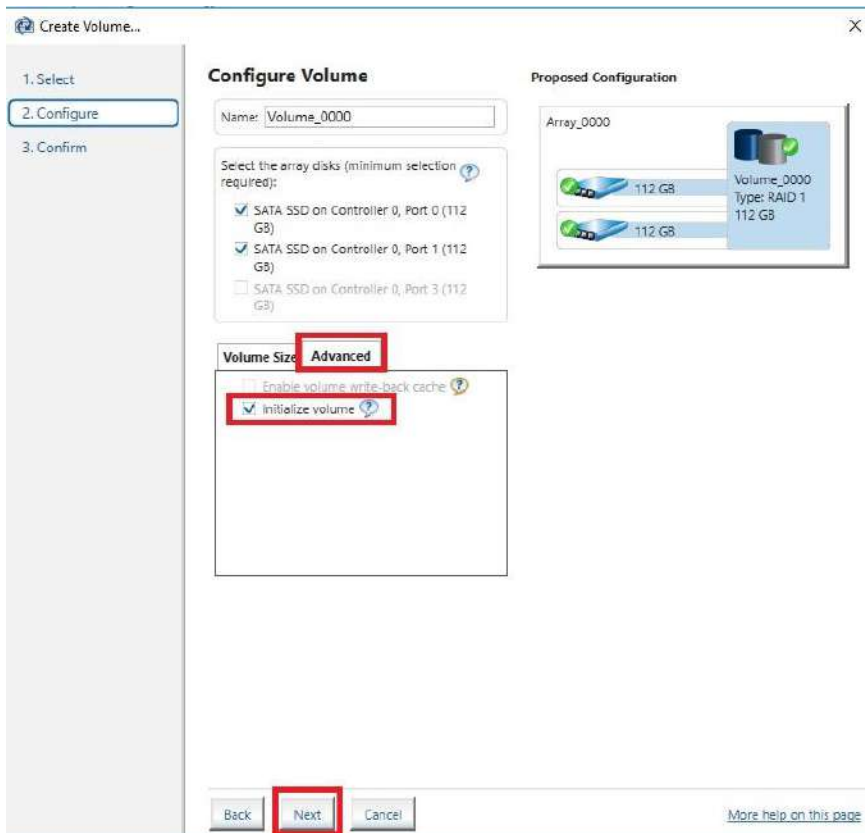 Create Volume...
X
1. Select
2. Configure
3. Confirm
Configure Volume
Name: Volume_0000
Select the array disks (minimum selection
required):
SATA SSD on Controller 0, Port 0 (112
GB)
SATA SSD on Controller 0, Port 1 (112
GB)
SATA SSD on Controller 0, Port 3 (112
GB)
Volume Size
Advanced
Enable volume write-back cache ?
Initialize volume ?
Proposed Configuration
Array_0000
112 GB
112 GB
Volume_0000
Type: RAID 1
112 GB
Back
Next
Cancel
More help on this page